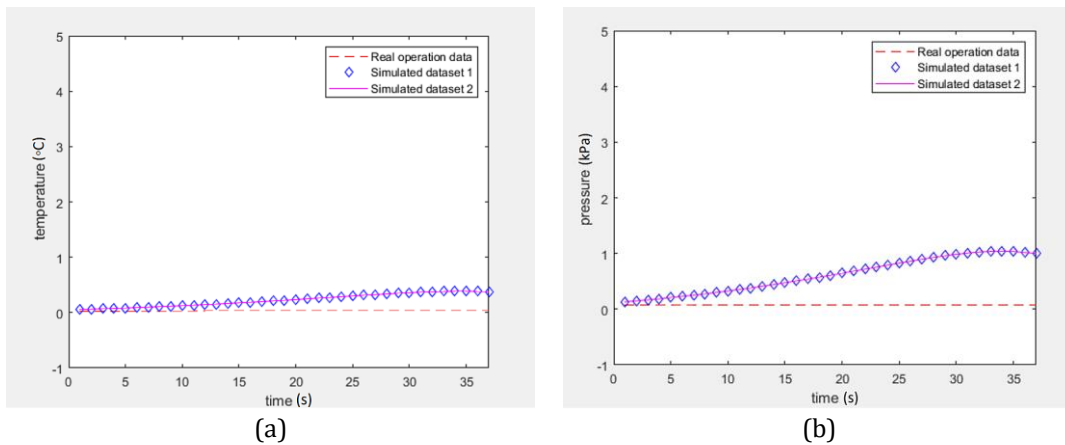 5
4
3
2
1
0
-1
temperature (◦C)
0 5 10 15 20 25 30 35
time (s)
Real operation data
Simulated dataset 1
Simulated dataset 2
(a)
5
4
3
2
1
0
-1
pressure (kPa)
0 5 10 15 20 25 30 35
time (s)
Real operation data
Simulated dataset 1
Simulated dataset 2
(b)